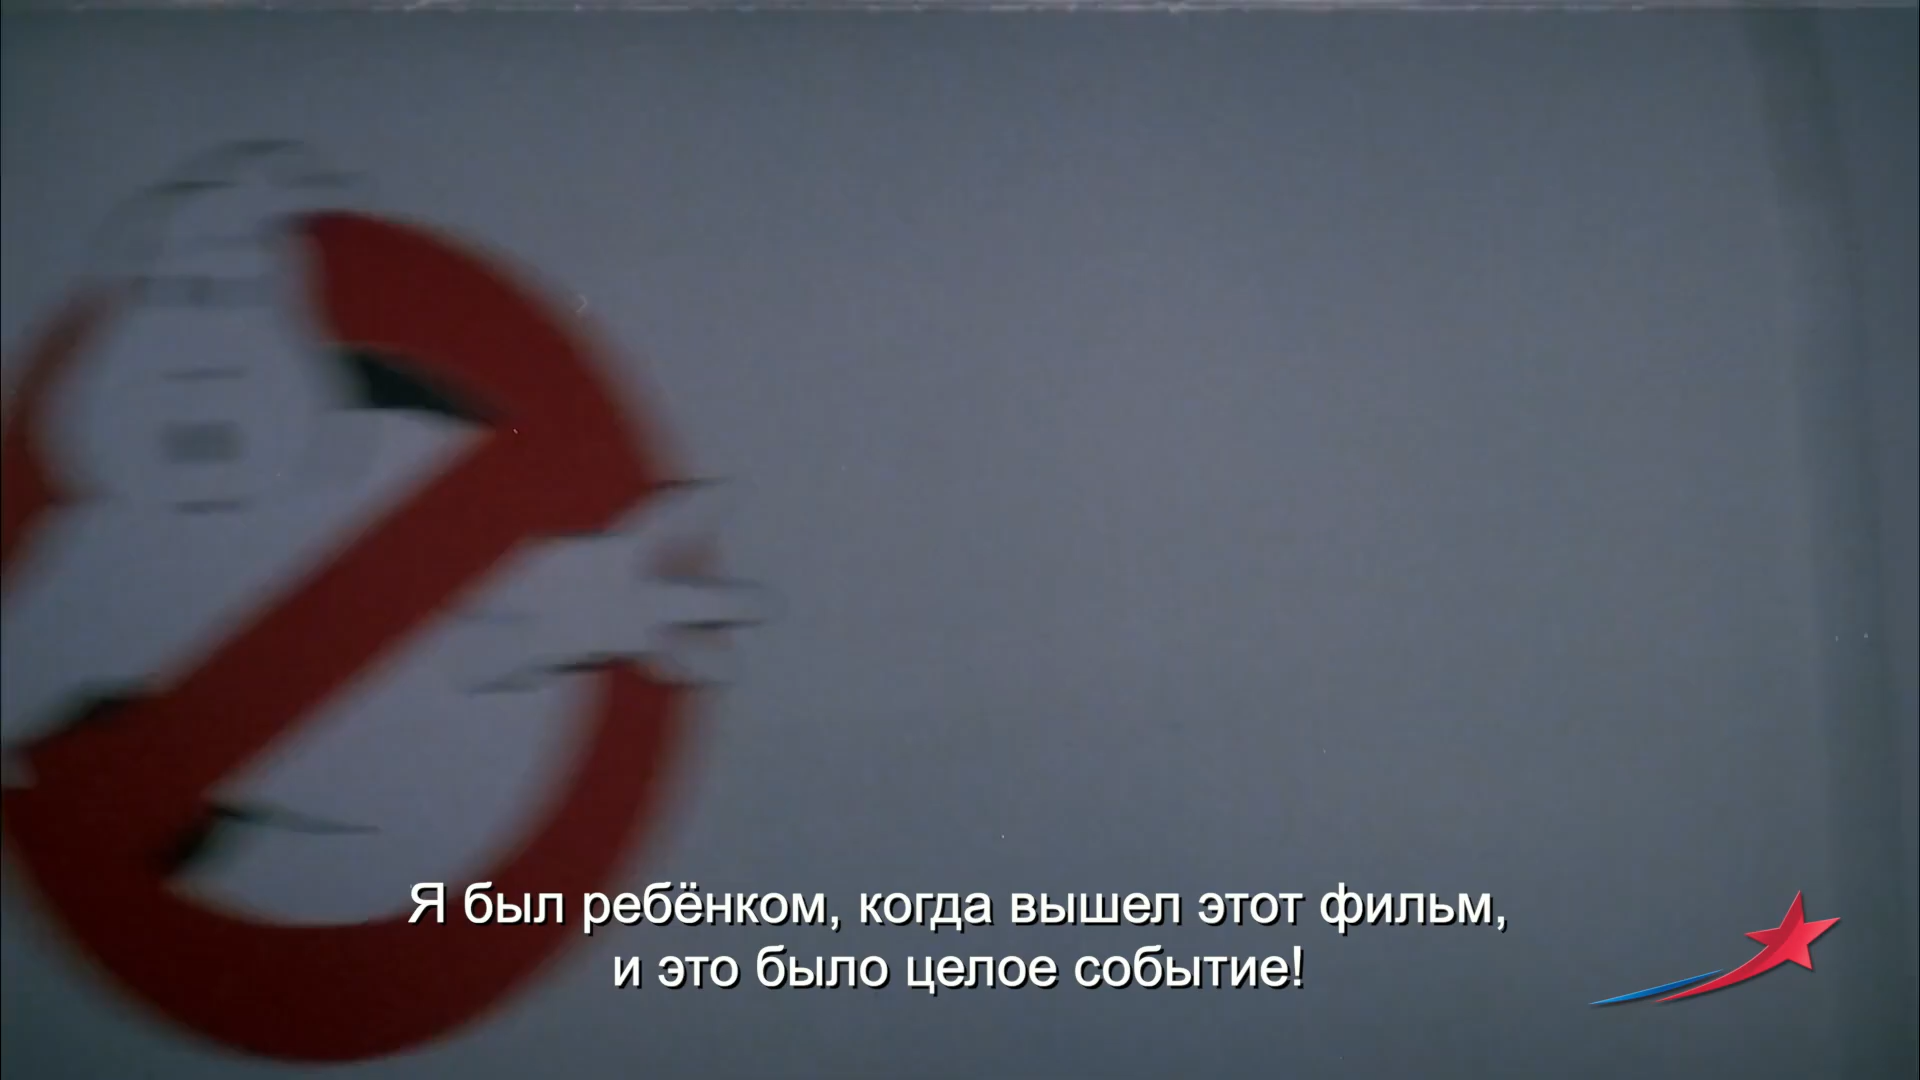 Я был ребёнком, когда вышел этот фильм,
и это было целое событие!